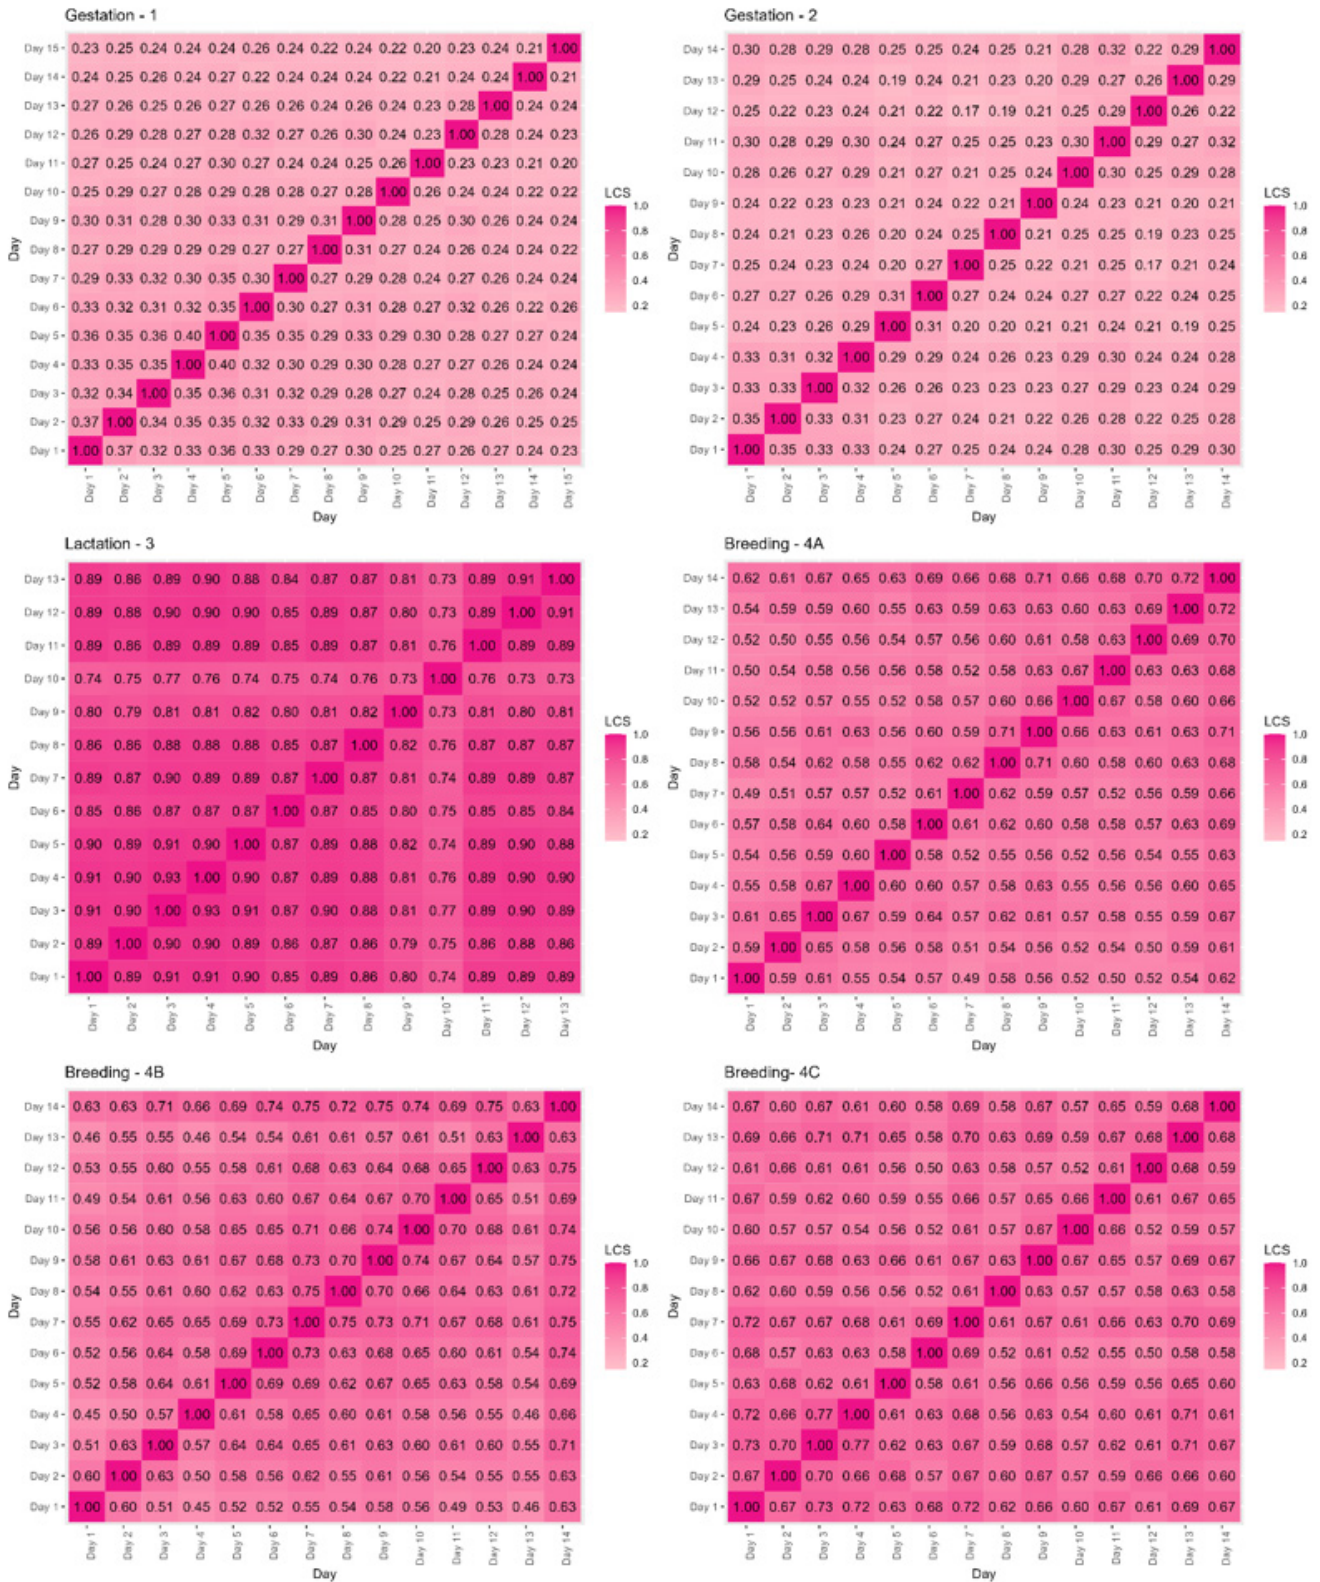 Gestation - 1
Day 15 0.23 0.25 0.24 0.24 0.24 0.26 0.24 0.22 0.24 0.22 0.20 0.23 0.24 0.21 1.00
Day 14 0.24 0.25 0.26 0.24 0.27 0.22 0.24 0.24 0.24 0.22 0.21 0.24 0.24 1.00 0.21
Day 13 0.27 0.26 0.25 0.26 0.27 0.26 0.26 0.24 0.26 0.24 0.23 0.28 1.00 0.24 0.24
Day 12 0.26 0.29 0.28 0.27 0.28 0.32 0.27 0.26 0.30 0.24 0.23 1.00 0.28 0.24 0.23
Day 11 0.27 0.25 0.24 0.27 0.30 0.27 0.24 0.24 0.25 0.26 1.00 0.23 0.23 0.21 0.20
Day 10 0.25 0.29 0.27 0.28 0.29 0.28 0.28 0.27 0.28 1.00 0.26 0.24 0.24 0.22 0.22
Day 9 0.30 0.31 0.28 0.30 0.33 0.31 0.29 0.31 1.00 0.28 0.25 0.30 0.26 0.24 0.24
Day 8 0.27 0.29 0.29 0.29 0.29 0.27 0.27 1.00 0.31 0.27 0.24 0.26 0.24 0.24 0.22
Day 7 0.29 0.33 0.32 0.30 0.35 0.30 1.00 0.27 0.29 0.28 0.24 0.27 0.26 0.24 0.24
Day 6 0.33 0.32 0.31 0.32 0.35 1.00 0.30 0.27 0.31 0.28 0.27 0.32 0.26 0.22 0.26
Day 5 0.36 0.35 0.36 0.40 1.00 0.35 0.35 0.29 0.33 0.29 0.30 0.28 0.27 0.27 0.24
Day 4 0.33 0.35 0.35 1.00 0.40 0.32 0.30 0.29 0.30 0.28 0.27 0.27 0.26 0.24 0.24
Day 3 0.32 0.34 1.00 0.35 0.36 0.31 0.32 0.29 0.28 0.27 0.24 0.28 0.25 0.26 0.24
Day 2 0.37 1.00 0.34 0.35 0.35 0.32 0.33 0.29 0.31 0.29 0.25 0.29 0.26 0.25 0.25
Day 1 1.00 0.37 0.32 0.33 0.36 0.33 0.29 0.27 0.30 0.25 0.27 0.26 0.27 0.24 0.23
Day 1 Day 2 Day 3 Day 4 Day 5 Day 6 Day 7 Day 8 Day 9 Day 10 Day 11 Day 12 Day 13 Day 14 Day 15
Day
Day
LCS
1.0
0.8
0.6
0.4
0.2
Gestation - 2
Day 14 0.30 0.28 0.29 0.28 0.25 0.25 0.24 0.25 0.21 0.28 0.32 0.22 0.29 1.00
Day 13 0.29 0.25 0.24 0.24 0.19 0.24 0.21 0.23 0.20 0.29 0.27 0.26 1.00 0.29
Day 12 0.25 0.22 0.23 0.24 0.21 0.22 0.17 0.19 0.21 0.25 0.29 1.00 0.26 0.22
Day 11 0.30 0.28 0.29 0.30 0.24 0.27 0.25 0.25 0.23 0.30 1.00 0.29 0.27 0.32
Day 10 0.28 0.26 0.27 0.29 0.21 0.27 0.21 0.25 0.24 1.00 0.30 0.25 0.29 0.28
Day 9 0.24 0.22 0.23 0.23 0.21 0.24 0.22 0.21 1.00 0.24 0.23 0.21 0.20 0.21
Day 8 0.24 0.21 0.23 0.26 0.20 0.24 0.25 1.00 0.21 0.25 0.25 0.19 0.23 0.25
Day 7 0.25 0.24 0.23 0.24 0.20 0.27 1.00 0.25 0.22 0.21 0.25 0.17 0.21 0.24
Day 6 0.27 0.27 0.26 0.29 0.31 1.00 0.27 0.24 0.24 0.27 0.27 0.22 0.24 0.25
Day 5 0.24 0.23 0.26 0.29 1.00 0.31 0.20 0.20 0.21 0.21 0.24 0.21 0.19 0.25
Day 4 0.33 0.31 0.32 1.00 0.29 0.29 0.24 0.26 0.23 0.29 0.30 0.24 0.24 0.28
Day 3 0.33 0.33 1.00 0.32 0.26 0.26 0.23 0.23 0.23 0.27 0.29 0.23 0.24 0.29
Day 2 0.35 1.00 0.33 0.31 0.23 0.27 0.24 0.21 0.22 0.26 0.28 0.22 0.25 0.28
Day 1 1.00 0.35 0.33 0.33 0.24 0.27 0.25 0.24 0.24 0.28 0.30 0.25 0.29 0.30
Day 1 Day 2 Day 3 Day 4 Day 5 Day 6 Day 7 Day 8 Day 9 Day 10 Day 11 Day 12 Day 13 Day 14
Day
Day
LCS
1.0
0.8
0.6
0.4
0.2
Lactation - 3
Day 13 0.89 0.86 0.89 0.90 0.88 0.84 0.87 0.87 0.81 0.73 0.89 0.91 1.00
Day 12 0.89 0.88 0.90 0.90 0.90 0.85 0.89 0.87 0.80 0.73 0.89 1.00 0.91
Day 11 0.89 0.86 0.89 0.89 0.89 0.85 0.89 0.87 0.81 0.76 1.00 0.89 0.89
Day 10 0.74 0.75 0.77 0.76 0.74 0.75 0.74 0.76 0.73 1.00 0.76 0.73 0.73
Day 9 0.80 0.79 0.81 0.81 0.82 0.80 0.81 0.82 1.00 0.73 0.81 0.80 0.81
Day 8 0.86 0.86 0.88 0.88 0.88 0.85 0.87 1.00 0.82 0.76 0.87 0.87 0.87
Day 7 0.89 0.87 0.90 0.89 0.89 0.87 1.00 0.87 0.81 0.74 0.89 0.89 0.87
Day 6 0.85 0.86 0.87 0.87 0.87 1.00 0.87 0.85 0.80 0.75 0.85 0.85 0.84
Day 5 0.90 0.89 0.91 0.90 1.00 0.87 0.89 0.88 0.82 0.74 0.89 0.90 0.88
Day 4 0.91 0.90 0.93 1.00 0.90 0.87 0.89 0.88 0.81 0.76 0.89 0.90 0.90
Day 3 0.91 0.90 1.00 0.93 0.91 0.87 0.90 0.88 0.81 0.77 0.89 0.90 0.89
Day 2 0.89 1.00 0.90 0.90 0.89 0.86 0.87 0.86 0.79 0.75 0.86 0.88 0.86
Day 1 1.00 0.89 0.91 0.91 0.90 0.85 0.89 0.86 0.80 0.74 0.89 0.89 0.89
Day 1 Day 2 Day 3 Day 4 Day 5 Day 6 Day 7 Day 8 Day 9 Day 10 Day 11 Day 12 Day 13
Day
Day
LCS
1.0
0.8
0.6
0.4
0.2
Breeding - 4A
Day 14 0.62 0.61 0.67 0.65 0.63 0.69 0.66 0.68 0.71 0.66 0.68 0.70 0.72 1.00
Day 13 0.54 0.59 0.59 0.60 0.55 0.63 0.59 0.63 0.63 0.60 0.63 0.69 1.00 0.72
Day 12 0.52 0.50 0.55 0.56 0.54 0.57 0.56 0.60 0.61 0.58 0.63 1.00 0.69 0.70
Day 11 0.50 0.54 0.58 0.56 0.56 0.58 0.52 0.58 0.63 0.67 1.00 0.63 0.63 0.68
Day 10 0.52 0.52 0.57 0.55 0.52 0.58 0.57 0.60 0.66 1.00 0.67 0.58 0.60 0.66
Day 9 0.56 0.56 0.61 0.63 0.56 0.60 0.59 0.71 1.00 0.66 0.63 0.61 0.63 0.71
Day 8 0.58 0.54 0.62 0.58 0.55 0.62 0.62 1.00 0.71 0.60 0.58 0.60 0.63 0.68
Day 7 0.49 0.51 0.57 0.57 0.52 0.61 1.00 0.62 0.59 0.57 0.52 0.56 0.59 0.66
Day 6 0.57 0.58 0.64 0.60 0.58 1.00 0.61 0.62 0.60 0.58 0.58 0.57 0.63 0.69
Day 5 0.54 0.56 0.59 0.60 1.00 0.58 0.52 0.55 0.56 0.52 0.56 0.54 0.55 0.63
Day 4 0.55 0.58 0.67 1.00 0.60 0.60 0.57 0.58 0.63 0.55 0.56 0.56 0.60 0.65
Day 3 0.61 0.65 1.00 0.67 0.59 0.64 0.57 0.62 0.61 0.57 0.58 0.55 0.59 0.67
Day 2 0.59 1.00 0.65 0.58 0.56 0.58 0.51 0.54 0.56 0.52 0.54 0.50 0.59 0.61
Day 1 1.00 0.59 0.61 0.55 0.54 0.57 0.49 0.58 0.56 0.52 0.50 0.52 0.54 0.62
Day 1 Day 2 Day 3 Day 4 Day 5 Day 6 Day 7 Day 8 Day 9 Day 10 Day 11 Day 12 Day 13 Day 14
Day
Day
LCS
1.0
0.8
0.6
0.4
0.2
Breeding - 4B
Day 14 0.63 0.63 0.71 0.66 0.69 0.74 0.75 0.72 0.75 0.74 0.69 0.75 0.63 1.00
Day 13 0.46 0.55 0.55 0.46 0.54 0.54 0.61 0.61 0.57 0.61 0.51 0.63 1.00 0.63
Day 12 0.53 0.55 0.60 0.55 0.58 0.61 0.68 0.63 0.64 0.68 0.65 1.00 0.63 0.75
Day 11 0.49 0.54 0.61 0.56 0.63 0.60 0.67 0.64 0.67 0.70 1.00 0.65 0.51 0.69
Day 10 0.56 0.56 0.60 0.58 0.65 0.65 0.71 0.66 0.74 1.00 0.70 0.68 0.61 0.74
Day 9 0.58 0.61 0.63 0.61 0.67 0.68 0.73 0.70 1.00 0.74 0.67 0.64 0.57 0.75
Day 8 0.54 0.55 0.61 0.60 0.62 0.63 0.75 1.00 0.70 0.66 0.64 0.63 0.61 0.72
Day 7 0.55 0.62 0.65 0.65 0.69 0.73 1.00 0.75 0.73 0.71 0.67 0.68 0.61 0.75
Day 6 0.52 0.56 0.64 0.58 0.69 1.00 0.73 0.63 0.68 0.65 0.60 0.61 0.54 0.74
Day 5 0.52 0.58 0.64 0.61 1.00 0.69 0.69 0.62 0.67 0.65 0.63 0.58 0.54 0.69
Day 4 0.45 0.50 0.57 1.00 0.61 0.58 0.65 0.60 0.61 0.58 0.56 0.55 0.46 0.66
Day 3 0.51 0.63 1.00 0.57 0.64 0.64 0.65 0.61 0.63 0.60 0.61 0.60 0.55 0.71
Day 2 0.60 1.00 0.63 0.50 0.58 0.56 0.62 0.55 0.61 0.56 0.54 0.55 0.55 0.63
Day 1 1.00 0.60 0.51 0.45 0.52 0.52 0.55 0.54 0.58 0.56 0.49 0.53 0.46 0.63
Day 1 Day 2 Day 3 Day 4 Day 5 Day 6 Day 7 Day 8 Day 9 Day 10 Day 11 Day 12 Day 13 Day 14
Day
Day
LCS
1.0
0.8
0.6
0.4
0.2
Breeding- 4C
Day 14 0.67 0.60 0.67 0.61 0.60 0.58 0.69 0.58 0.67 0.57 0.65 0.59 0.68 1.00
Day 13 0.69 0.66 0.71 0.71 0.65 0.58 0.70 0.63 0.69 0.59 0.67 0.68 1.00 0.68
Day 12 0.61 0.66 0.61 0.61 0.56 0.50 0.63 0.58 0.57 0.52 0.61 1.00 0.68 0.59
Day 11 0.67 0.59 0.62 0.60 0.59 0.55 0.66 0.57 0.65 0.66 1.00 0.61 0.67 0.65
Day 10 0.60 0.57 0.57 0.54 0.56 0.52 0.61 0.57 0.67 1.00 0.66 0.52 0.59 0.57
Day 9 0.66 0.67 0.68 0.63 0.66 0.61 0.67 0.63 1.00 0.67 0.65 0.57 0.69 0.67
Day 8 0.62 0.60 0.59 0.56 0.56 0.52 0.61 1.00 0.63 0.57 0.57 0.58 0.63 0.58
Day 7 0.72 0.67 0.67 0.68 0.61 0.69 1.00 0.61 0.67 0.61 0.66 0.63 0.70 0.69
Day 6 0.68 0.57 0.63 0.63 0.58 1.00 0.69 0.52 0.61 0.52 0.55 0.50 0.58 0.58
Day 5 0.63 0.68 0.62 0.61 1.00 0.58 0.61 0.56 0.66 0.56 0.59 0.56 0.65 0.60
Day 4 0.72 0.66 0.77 1.00 0.61 0.63 0.68 0.56 0.63 0.54 0.60 0.61 0.71 0.61
Day 3 0.73 0.70 1.00 0.77 0.62 0.63 0.67 0.59 0.68 0.57 0.62 0.61 0.71 0.67
Day 2 0.67 1.00 0.70 0.66 0.68 0.57 0.67 0.60 0.67 0.57 0.59 0.66 0.66 0.60
Day 1 1.00 0.67 0.73 0.72 0.63 0.68 0.72 0.62 0.66 0.60 0.67 0.61 0.69 0.67
Day 1 Day 2 Day 3 Day 4 Day 5 Day 6 Day 7 Day 8 Day 9 Day 10 Day 11 Day 12 Day 13 Day 14
Day
Day
LCS
1.0
0.8
0.6
0.4
0.2